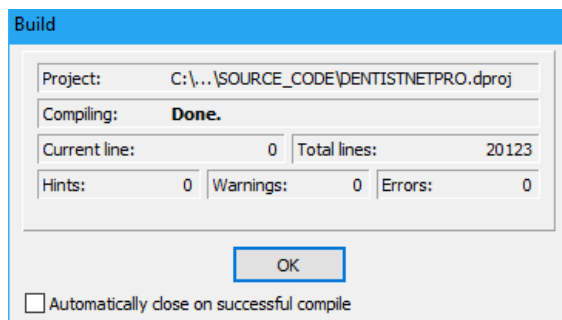 Build
Project: C:\...\SOURCE_CODE\DENTISTNETPRO.dproj
Compiling: Done.
Current line: 0 Total lines: 20123
Hints: 0 Warnings: 0 Errors: 0
OK
Automatically close on successful compile